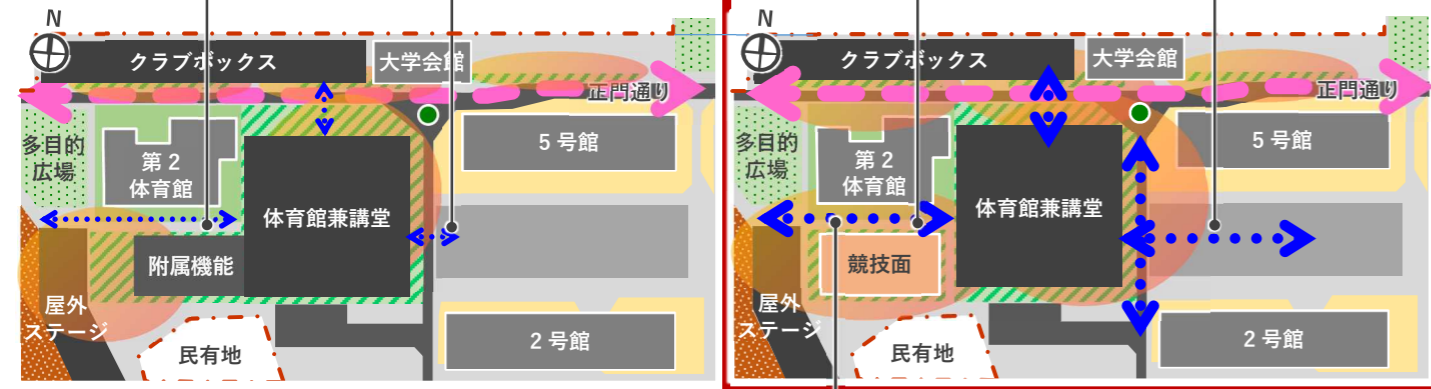 N
クラブボックス
大学会館
正門通り
多目的
広場
第２
体育館
５号館
体育館兼講堂
附属機能
屋外
ステージ
民有地
２号館
N
クラブボックス
大学会館
正門通り
多目的
広場
第２
体育館
５号館
体育館兼講堂
競技面
屋外
ステージ
民有地
２号館